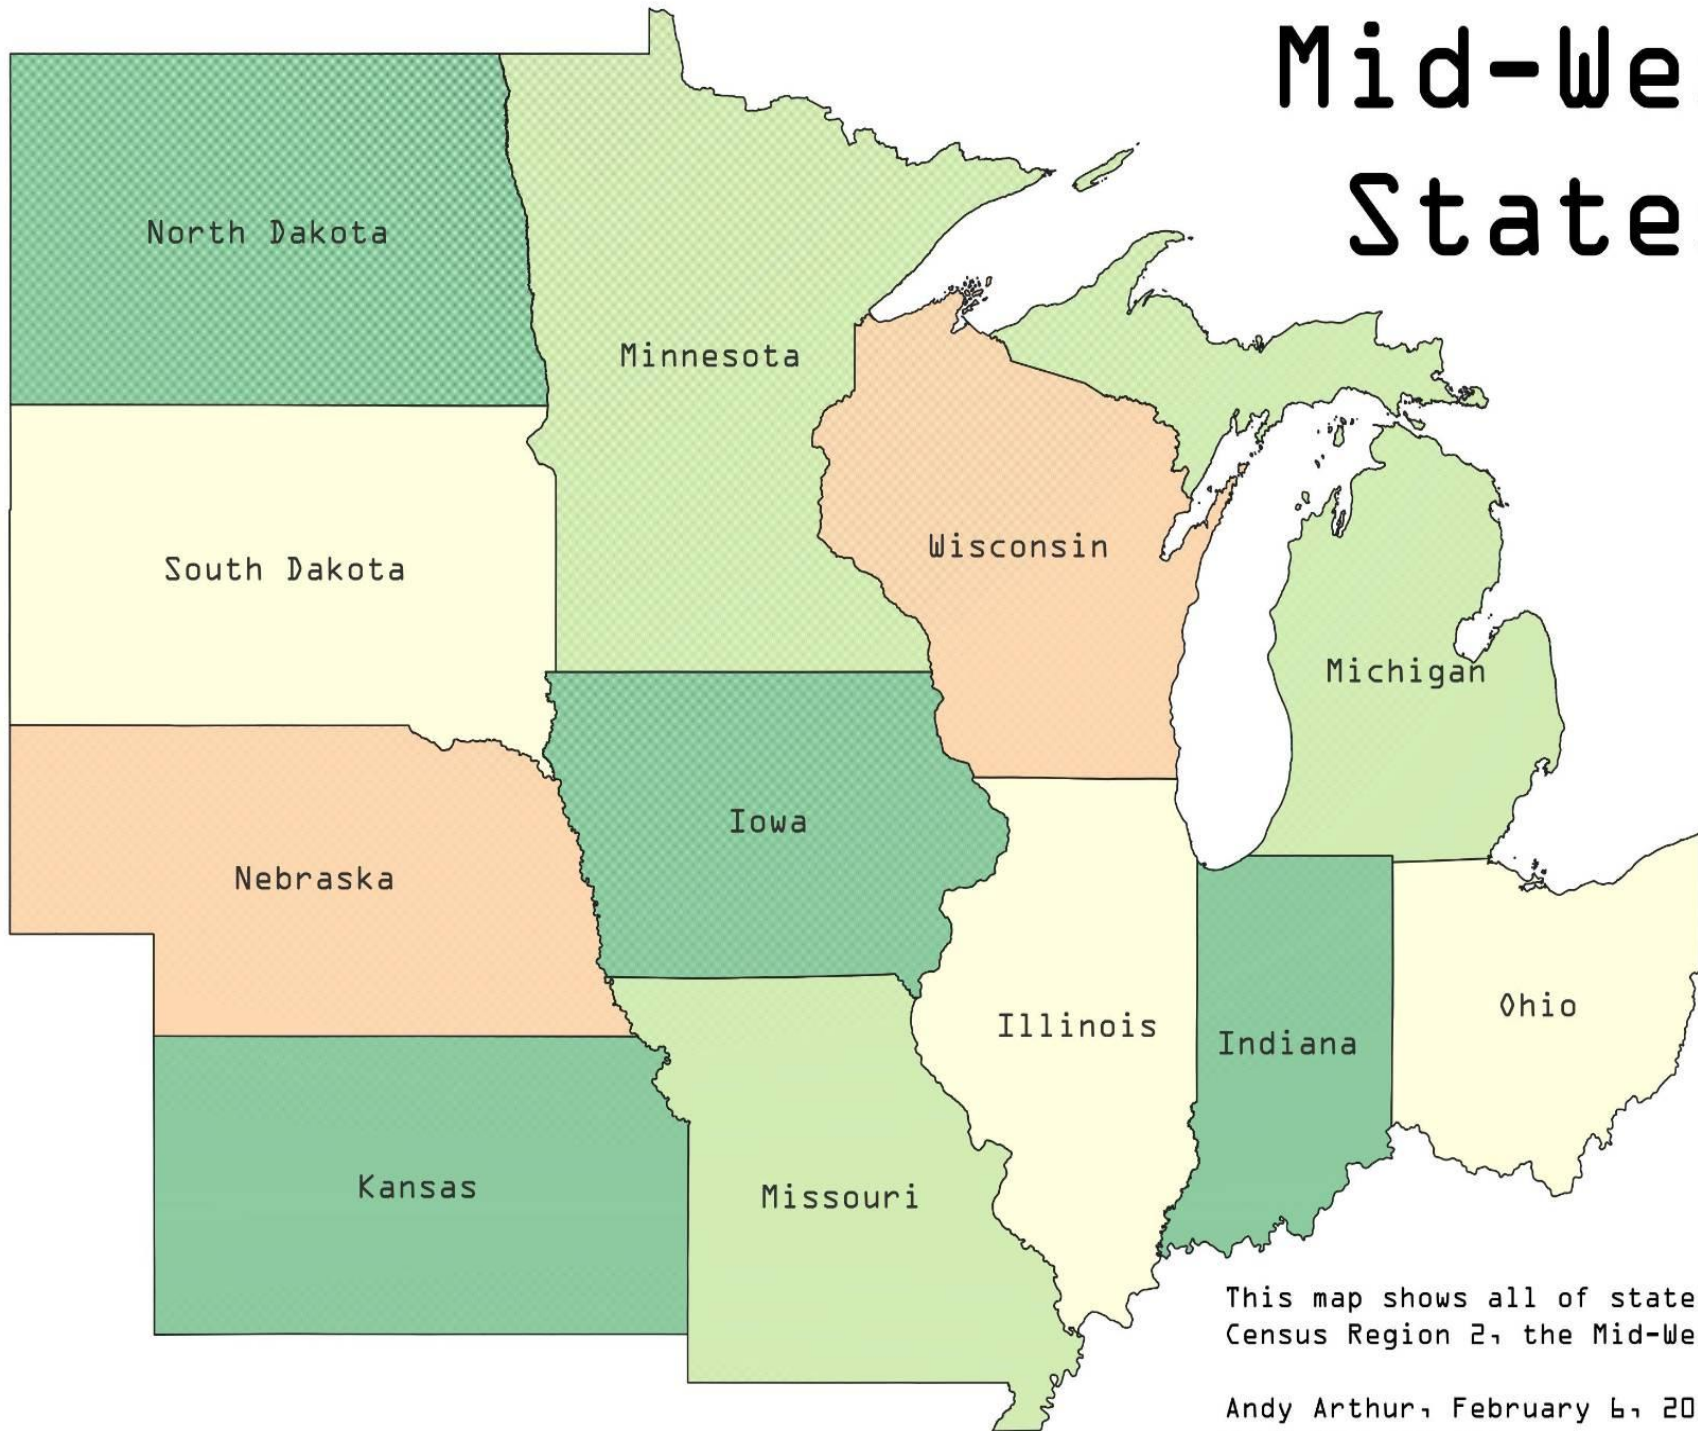 Mid-We
State
North Dakota
Minnesota
Wisconsin
South Dakota
Michigan
Iowa
Nebraska
Ohio
Illinois
Indiana
Kansas
Missouri
This map shows all of state
Census Region 2, the Mid-We
Andy Arthur, February 6, 20